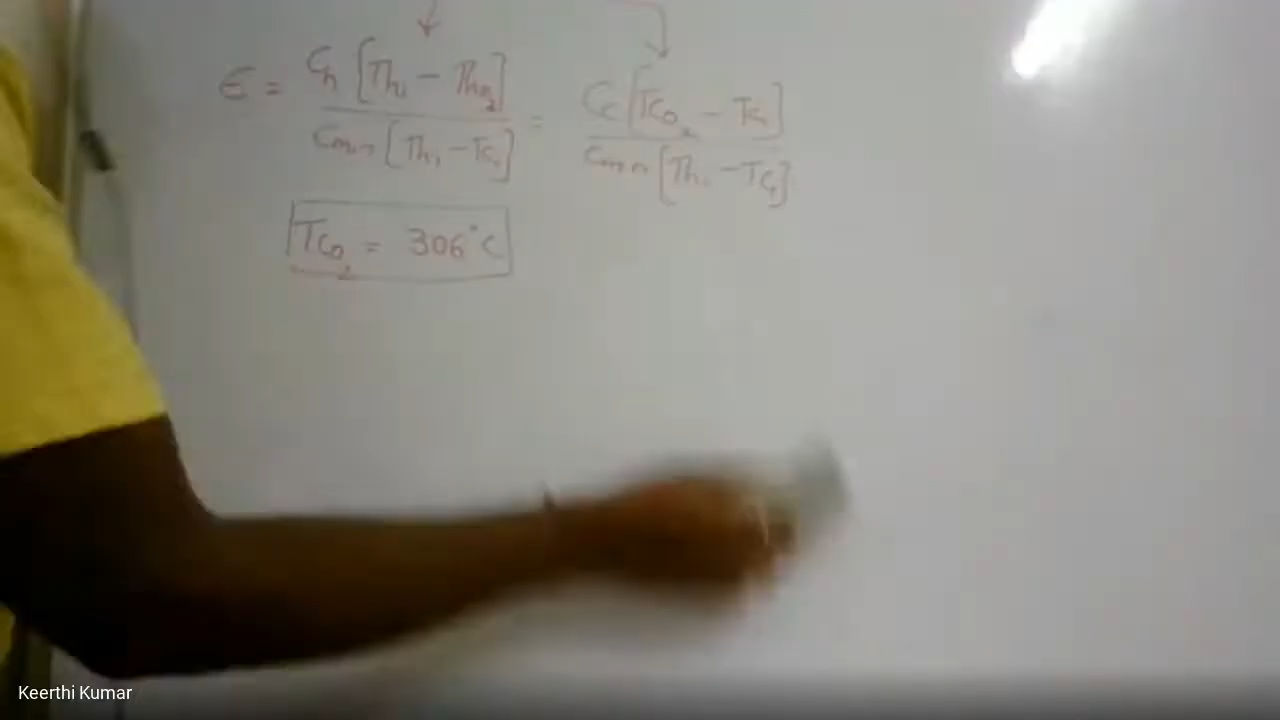 ϵ = Ch [Th₁ - Th₂] / Cmin [Th₁ - Tc₁] = Cc [Tc₂ - Tc₁] / Cmin [Th₁ - Tc₁]
Tc₂ = 306°C
Keerthi Kumar